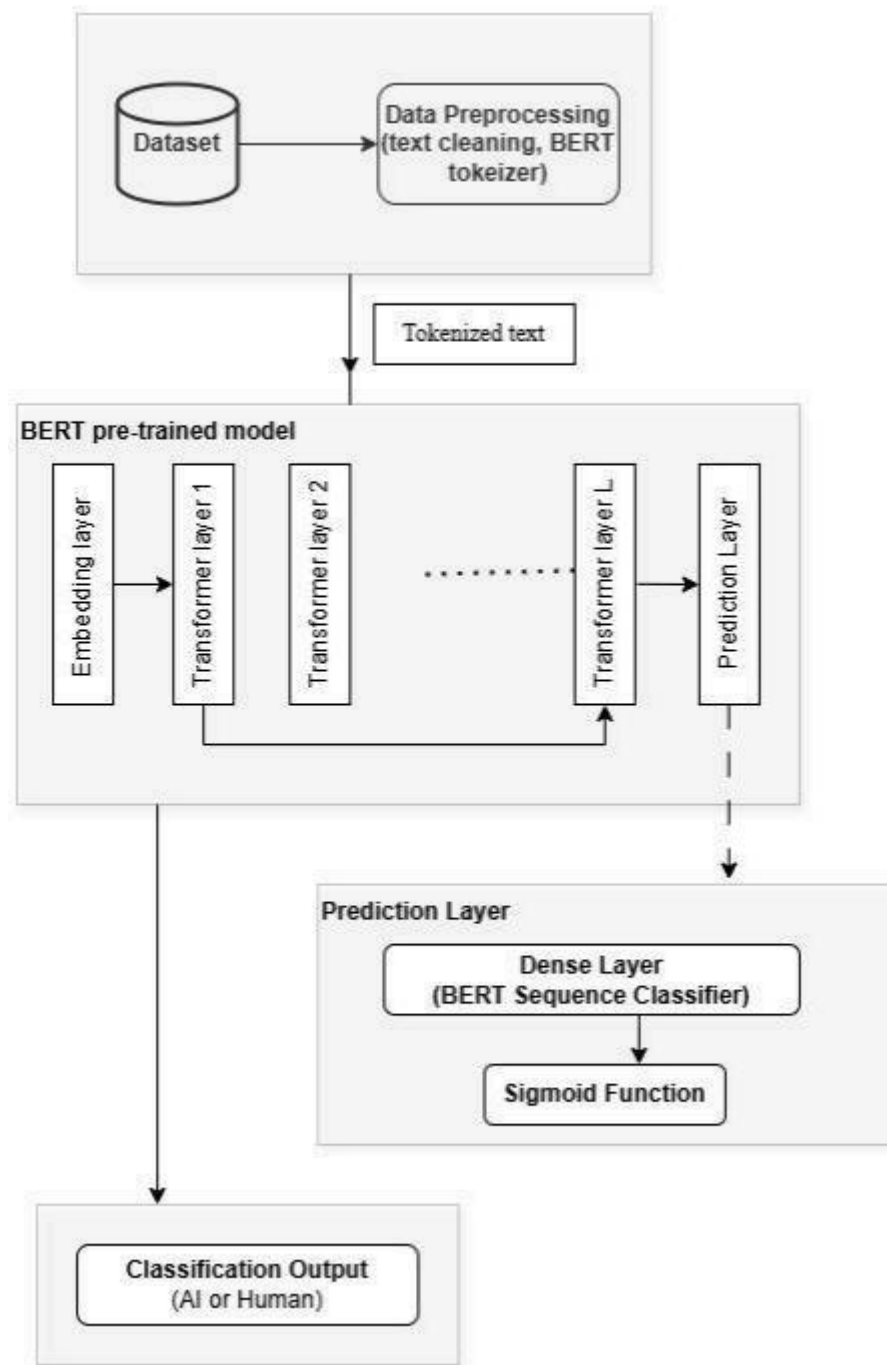 Dataset
Data Preprocessing
(text cleaning, BERT
tokeizer)
Tokenized text
BERT pre-trained model
Embedding layer
Transformer layer 1
Transformer layer 2
Transformer layer L.
Prediction Layer
Prediction Layer
Dense Layer
(BERT Sequence Classifier)
Sigmoid Function
Classification Output
(AI or Human)